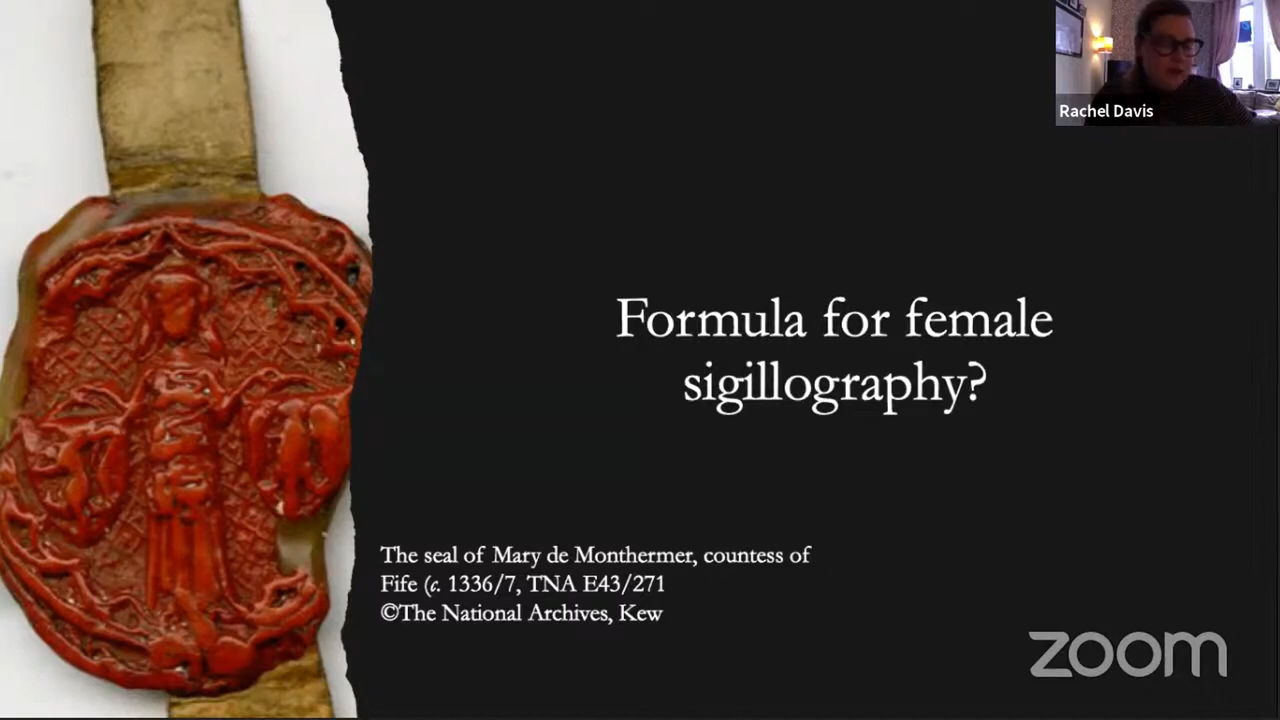 Rachel Davis
Formula for female
sigillography?
The seal of Mary de Monthermer, countess of
Fife (c. 1336/7, TNA E43/271
©The National Archives, Kew
zoom